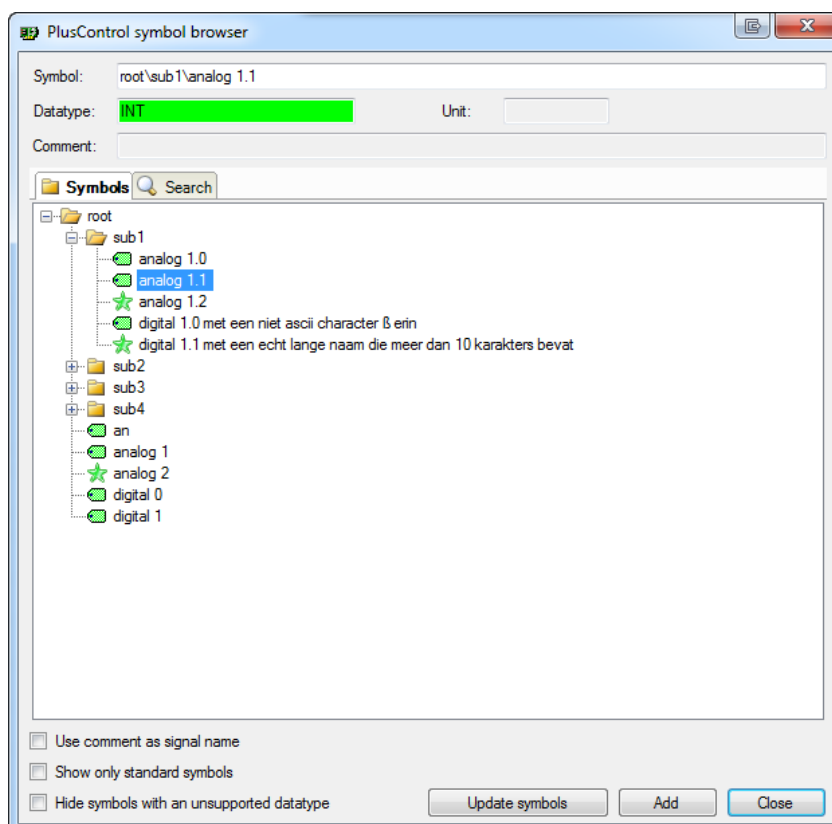 PlusControl symbol browser
Symbol: root\sub1\analog 1.1
Datatype: INT Unit:
Comment:
Symbols Search
root
sub1
analog 1.0
analog 1.1
analog 1.2
digital 1.0 met een niet ascii character ß erin
digital 1.1 met een echt lange naam die meer dan 10 karakters bevat
sub2
sub3
sub4
an
analog 1
analog 2
digital 0
digital 1
Use comment as signal name
Show only standard symbols
Hide symbols with an unsupported datatype Update symbols Add Close